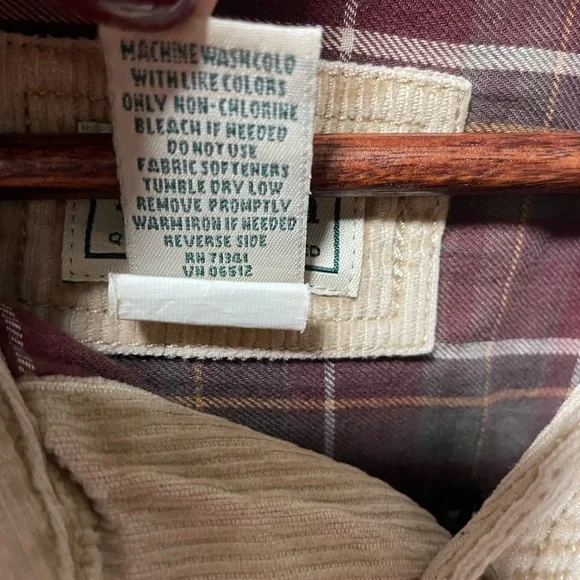 MACHINE WASH COLD
WITH LIKE COLORS
ONLY NON-CHLORINE
BLEACH IF NEEDED
DO NOT USE
FABRIC SOFTENERS
TUMBLE DRY LOW
REMOVE PROMPTLY
WARM IRON IF NEEDED
REVERSE SIDE
RN 71341
VN 06512